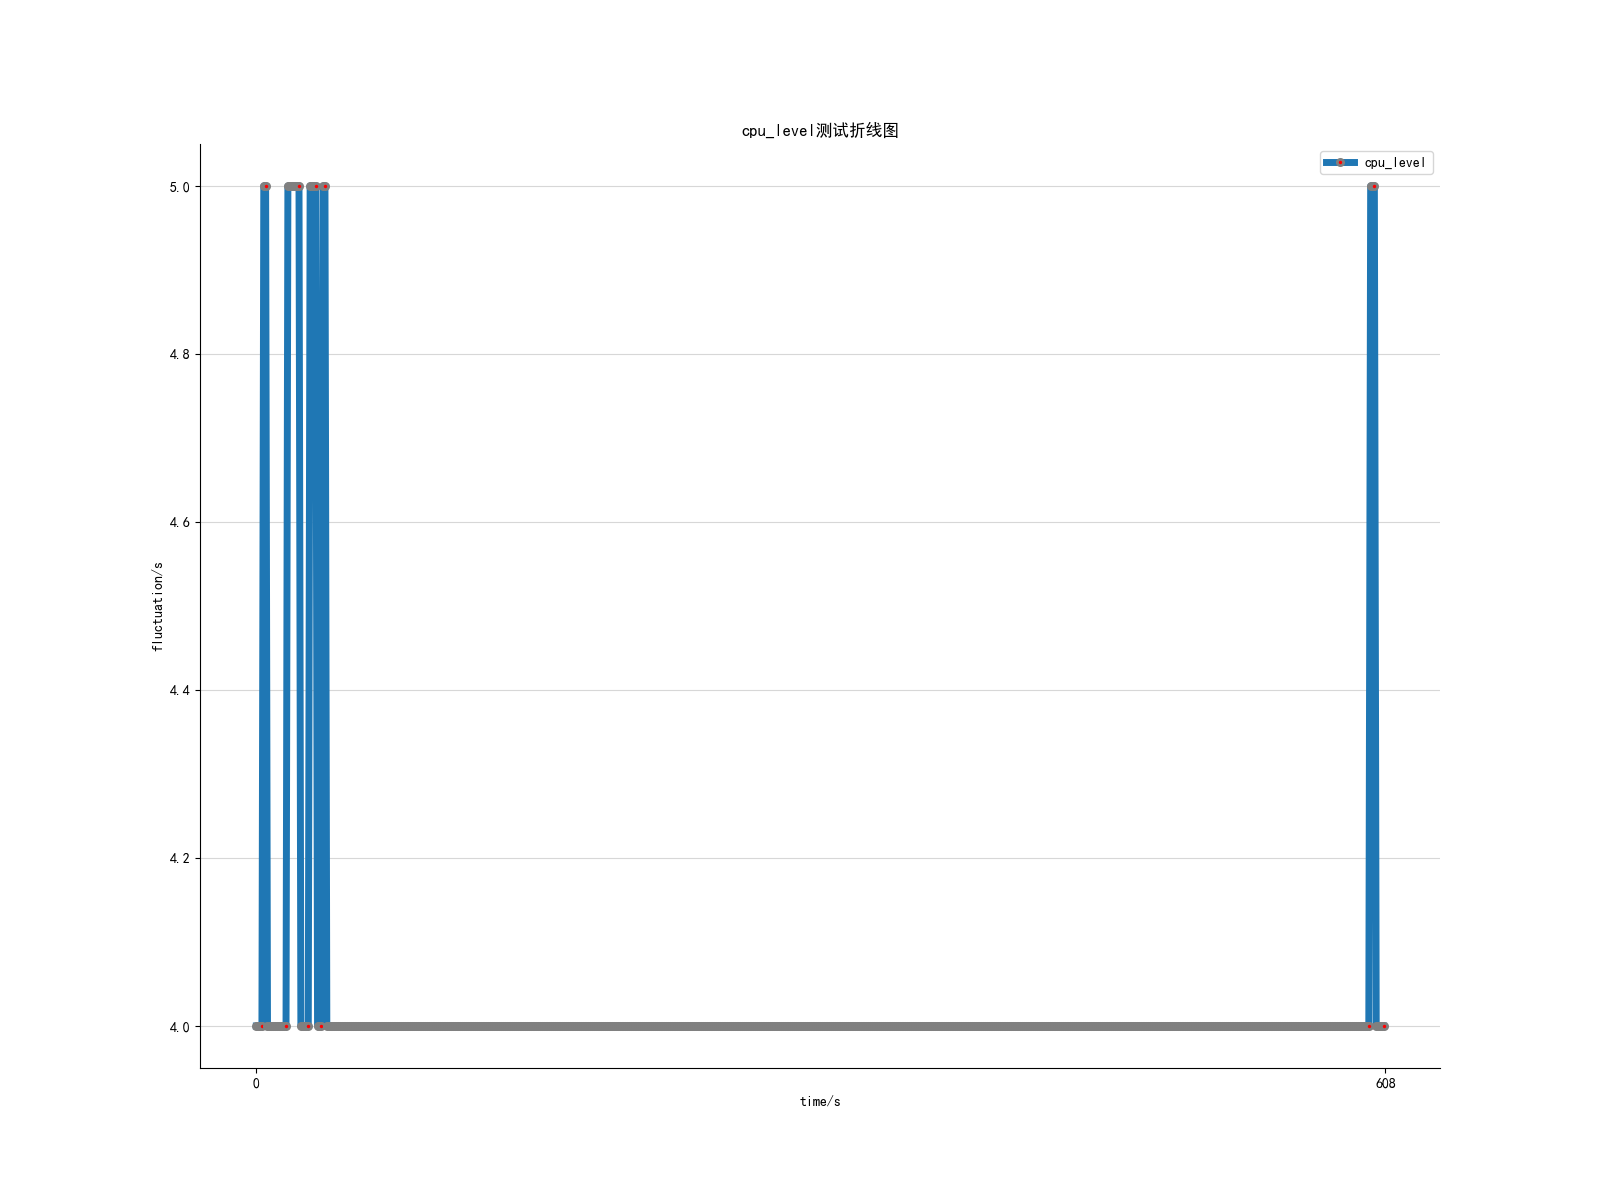 cpu_level测试折线图
cpu_level
5.0
4.8
4.6
4.4
4.2
4.0
fluctuation/s
0
608
time/s